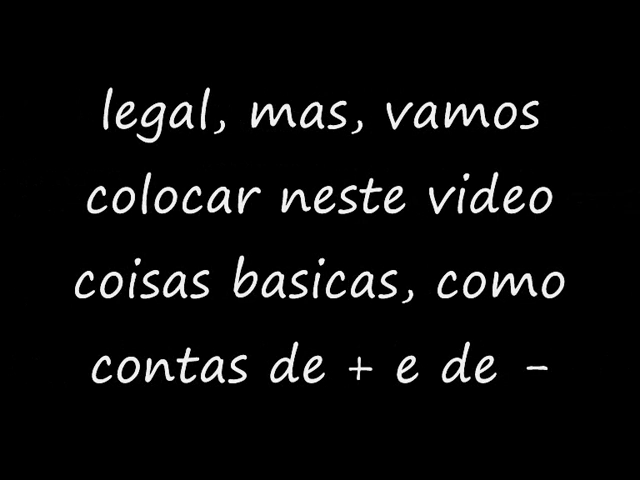 legal, mas, vamos
colocar neste video
coisas basicas, como
contas de + e de -